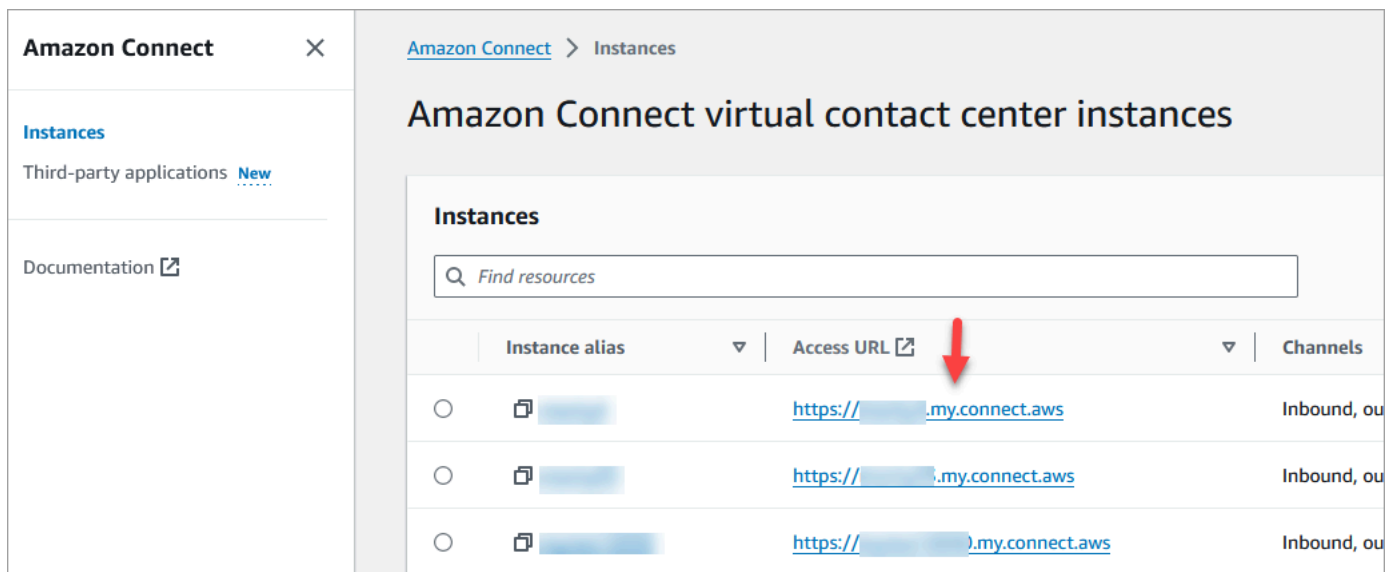 Amazon Connect
Instances
Third-party applications New
Documentation
Amazon Connect > Instances
Amazon Connect virtual contact center instances
Instances
Find resources
Instance alias Access URL Channels
https:// .my.connect.aws Inbound, ou
https:// .my.connect.aws Inbound, ou
https:// .my.connect.aws Inbound, ou